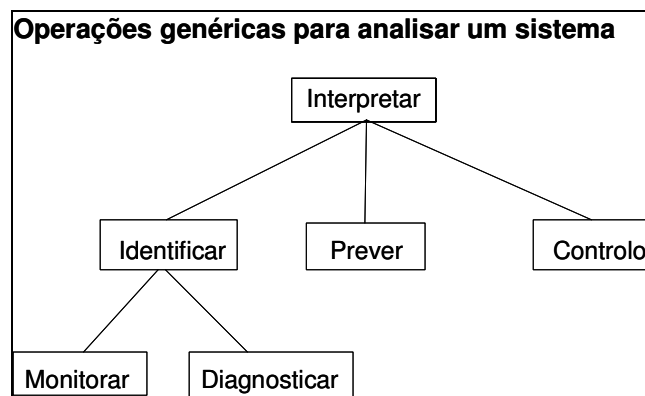 Operações genéricas para analisar um sistema
Interpretar
Identificar
Prever
Controlo
Monitorar
Diagnosticar